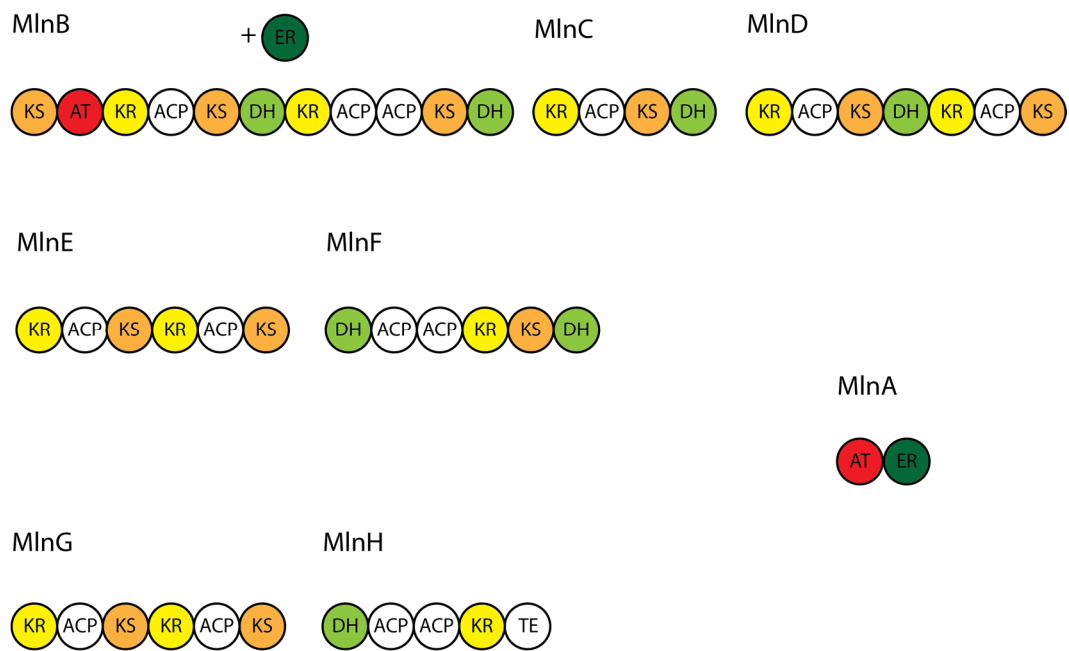 MlnB
+ ER
MlnC
MlnD
KS AT KR ACP KS DH KR ACP ACP KS DH
KR ACP KS DH
KR ACP KS DH KR ACP KS
MlnE
MlnF
KR ACP KS KR ACP KS
DH ACP ACP KR KS DH
MlnA
AT ER
MlnG
MlnH
KR ACP KS KR ACP KS
DH ACP ACP KR TE